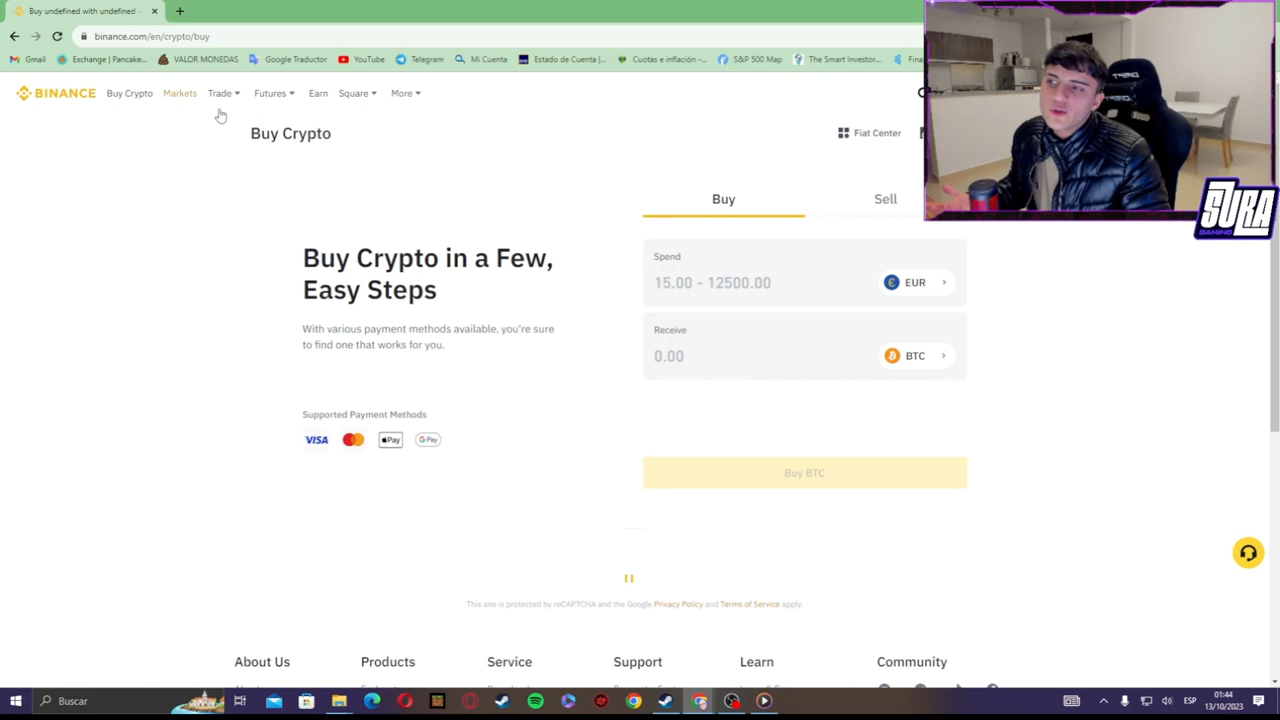 Buy undefined with undefined -
binance.com/en/crypto/buy
Gmail
Exchange | Pancake...
VALOR MONEDAS
Google Traductor
YouTube
Telegram
Mi Cuenta
Estado de Cuenta |...
Cuotas e inflación -...
S&P 500 Map
The Smart Investor...
BINANCE
Buy Crypto
Markets
Trade
Futures
Earn
Square
More
Buy Crypto
Fiat Center
SURA
GAMING
Buy
Sell
Buy Crypto in a Few,
Easy Steps
With various payment methods available, you're sure
to find one that works for you.
Supported Payment Methods
VISA
Pay
G Pay
Spend
15.00 - 12500.00
EUR
Receive
0.00
BTC
Buy BTC
This site is protected by reCAPTCHA and the Google Privacy Policy and Terms of Service apply.
About Us
Products
Service
Support
Learn
Community
Buscar
ESP
01:44
13/10/2023